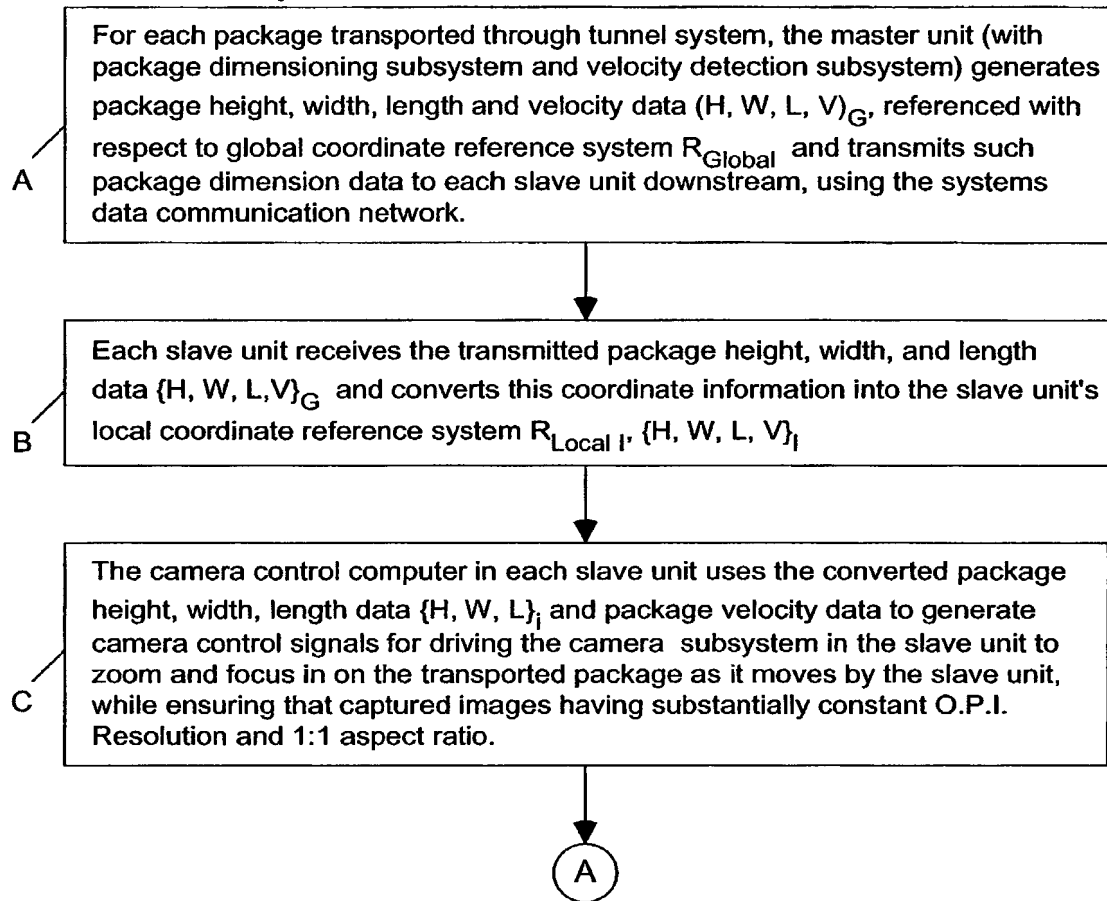 For each package transported through tunnel system, the master unit (with
package dimensioning subsystem and velocity detection subsystem) generates
package height, width, length and velocity data (H, W, L, V)G, referenced with
respect to global coordinate reference system RGlobal and transmits such
package dimension data to each slave unit downstream, using the systems
data communication network.
A
Each slave unit receives the transmitted package height, width, and length
data {H, W, L,V}G and converts this coordinate information into the slave unit's
local coordinate reference system RLocal I, {H, W, L, V}I
B
The camera control computer in each slave unit uses the converted package
height, width, length data {H, W, L}i and package velocity data to generate
camera control signals for driving the camera subsystem in the slave unit to
zoom and focus in on the transported package as it moves by the slave unit,
while ensuring that captured images having substantially constant O.P.I.
Resolution and 1:1 aspect ratio.
C
A